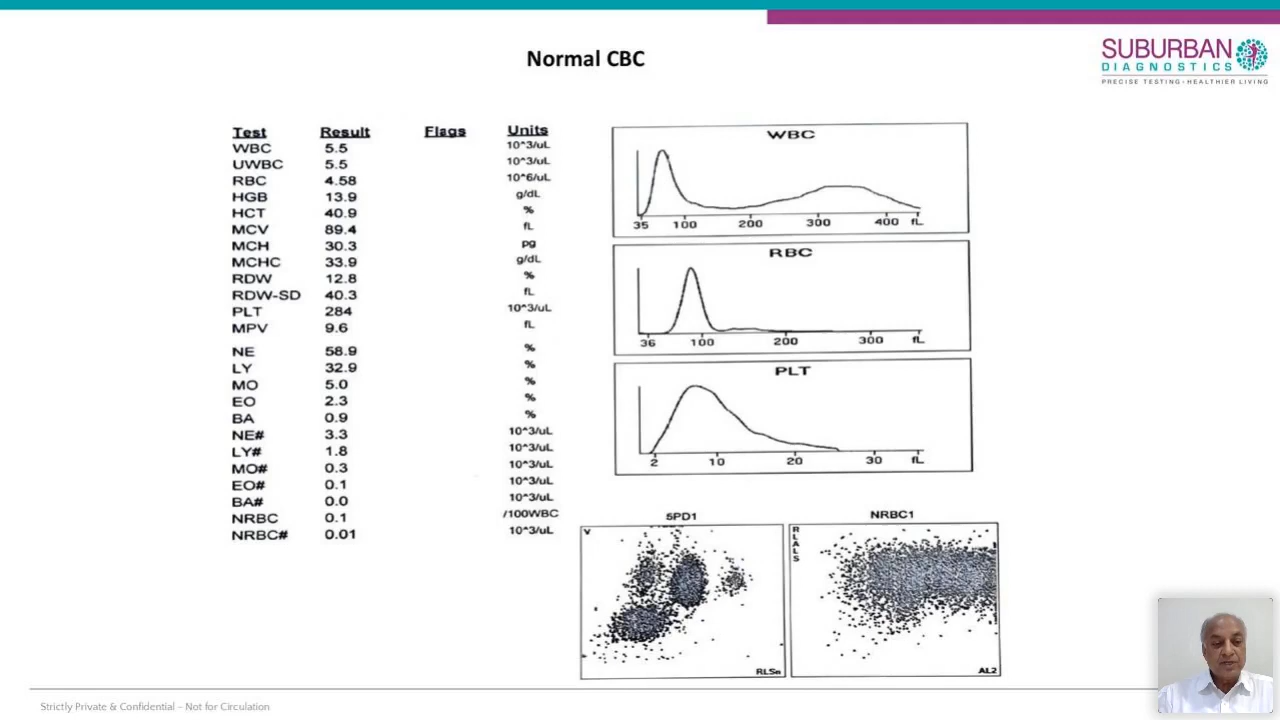 Normal CBC
SUBURBAN
DIAGNOSTICS
PRECISE TESTING-HEALTHIER LIVING
Test Result Flags Units
WBC 5.5 10^3/uL
UWBC 5.5 10^3/uL
RBC 4.58 10^6/uL
HGB 13.9 g/dL
HCT 40.9 %
MCV 89.4 fL
MCH 30.3 pg
MCHC 33.9 g/dL
RDW 12.8 %
RDW-SD 40.3 fL
PLT 284 10^3/uL
MPV 9.6 fL
NE 58.9 %
LY 32.9 %
MO 5.0 %
EO 2.3 %
BA 0.9 %
NE# 3.3 10^3/uL
LY# 1.8 10^3/uL
MO# 0.3 10^3/uL
EO# 0.1 10^3/uL
BA# 0.0 10^3/uL
NRBC 0.1 /100WBC
NRBC# 0.01 10^3/uL
WBC
35 100 200 300 400 fL
RBC
36 100 200 300 fL
PLT
2 10 20 30 fL
5PD1
V
RLSn
NRBC1
RLALS
AL2
Strictly Private & Confidential – Not for Circulation